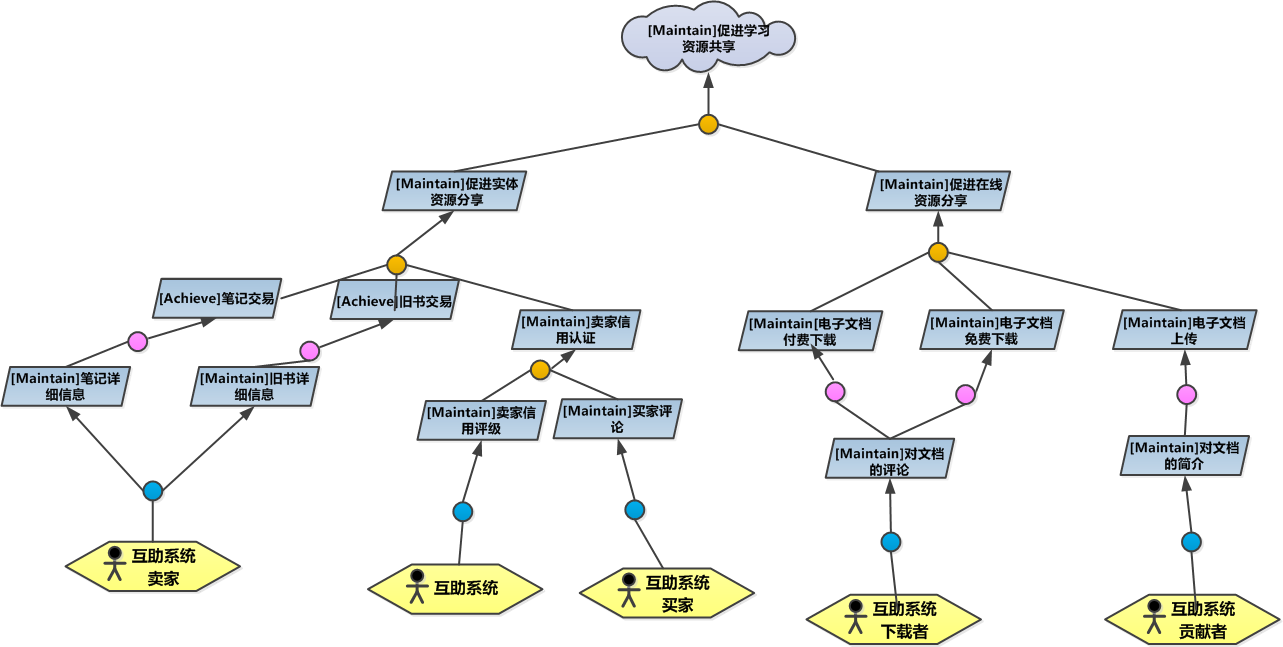 [Maintain]促进学习
资源共享
[Maintain]促进实体
资源分享
[Maintain]促进在线
资源分享
[Achieve]笔记交易
[Achieve]旧书交易
[Maintain]卖家信
用认证
[Maintain[电子文档
付费下载
[Maintain]电子文档
免费下载
[Maintain]电子文档
上传
[Maintain]笔记详
细信息
[Maintain]旧书详
细信息
[Maintain]卖家信
用评级
[Maintain]买家评
论
[Maintain]对文档
的评论
[Maintain]对文档
的简介
互助系统
卖家
互助系统
互助系统
买家
互助系统
下载者
互助系统
贡献者